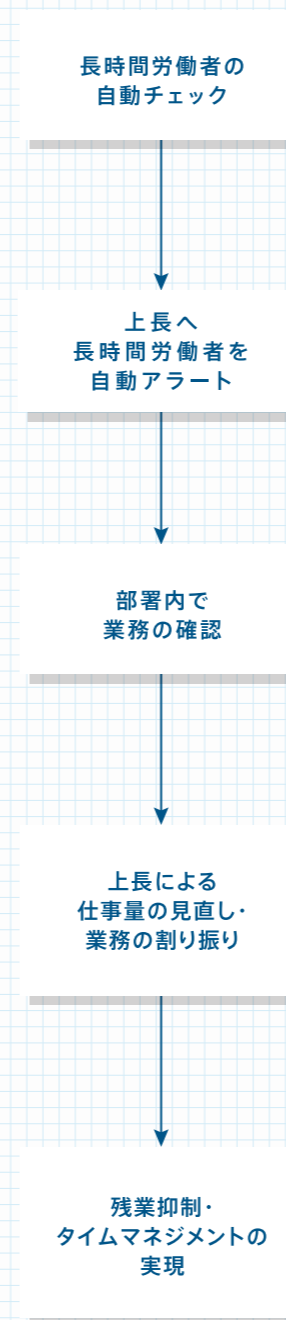 長時間労働者の
自動チェック
上長へ
長時間労働者を
自動アラート
部署内で
業務の確認
上長による
仕事量の見直し・
業務の割り振り
残業抑制・
タイムマネジメントの
実現